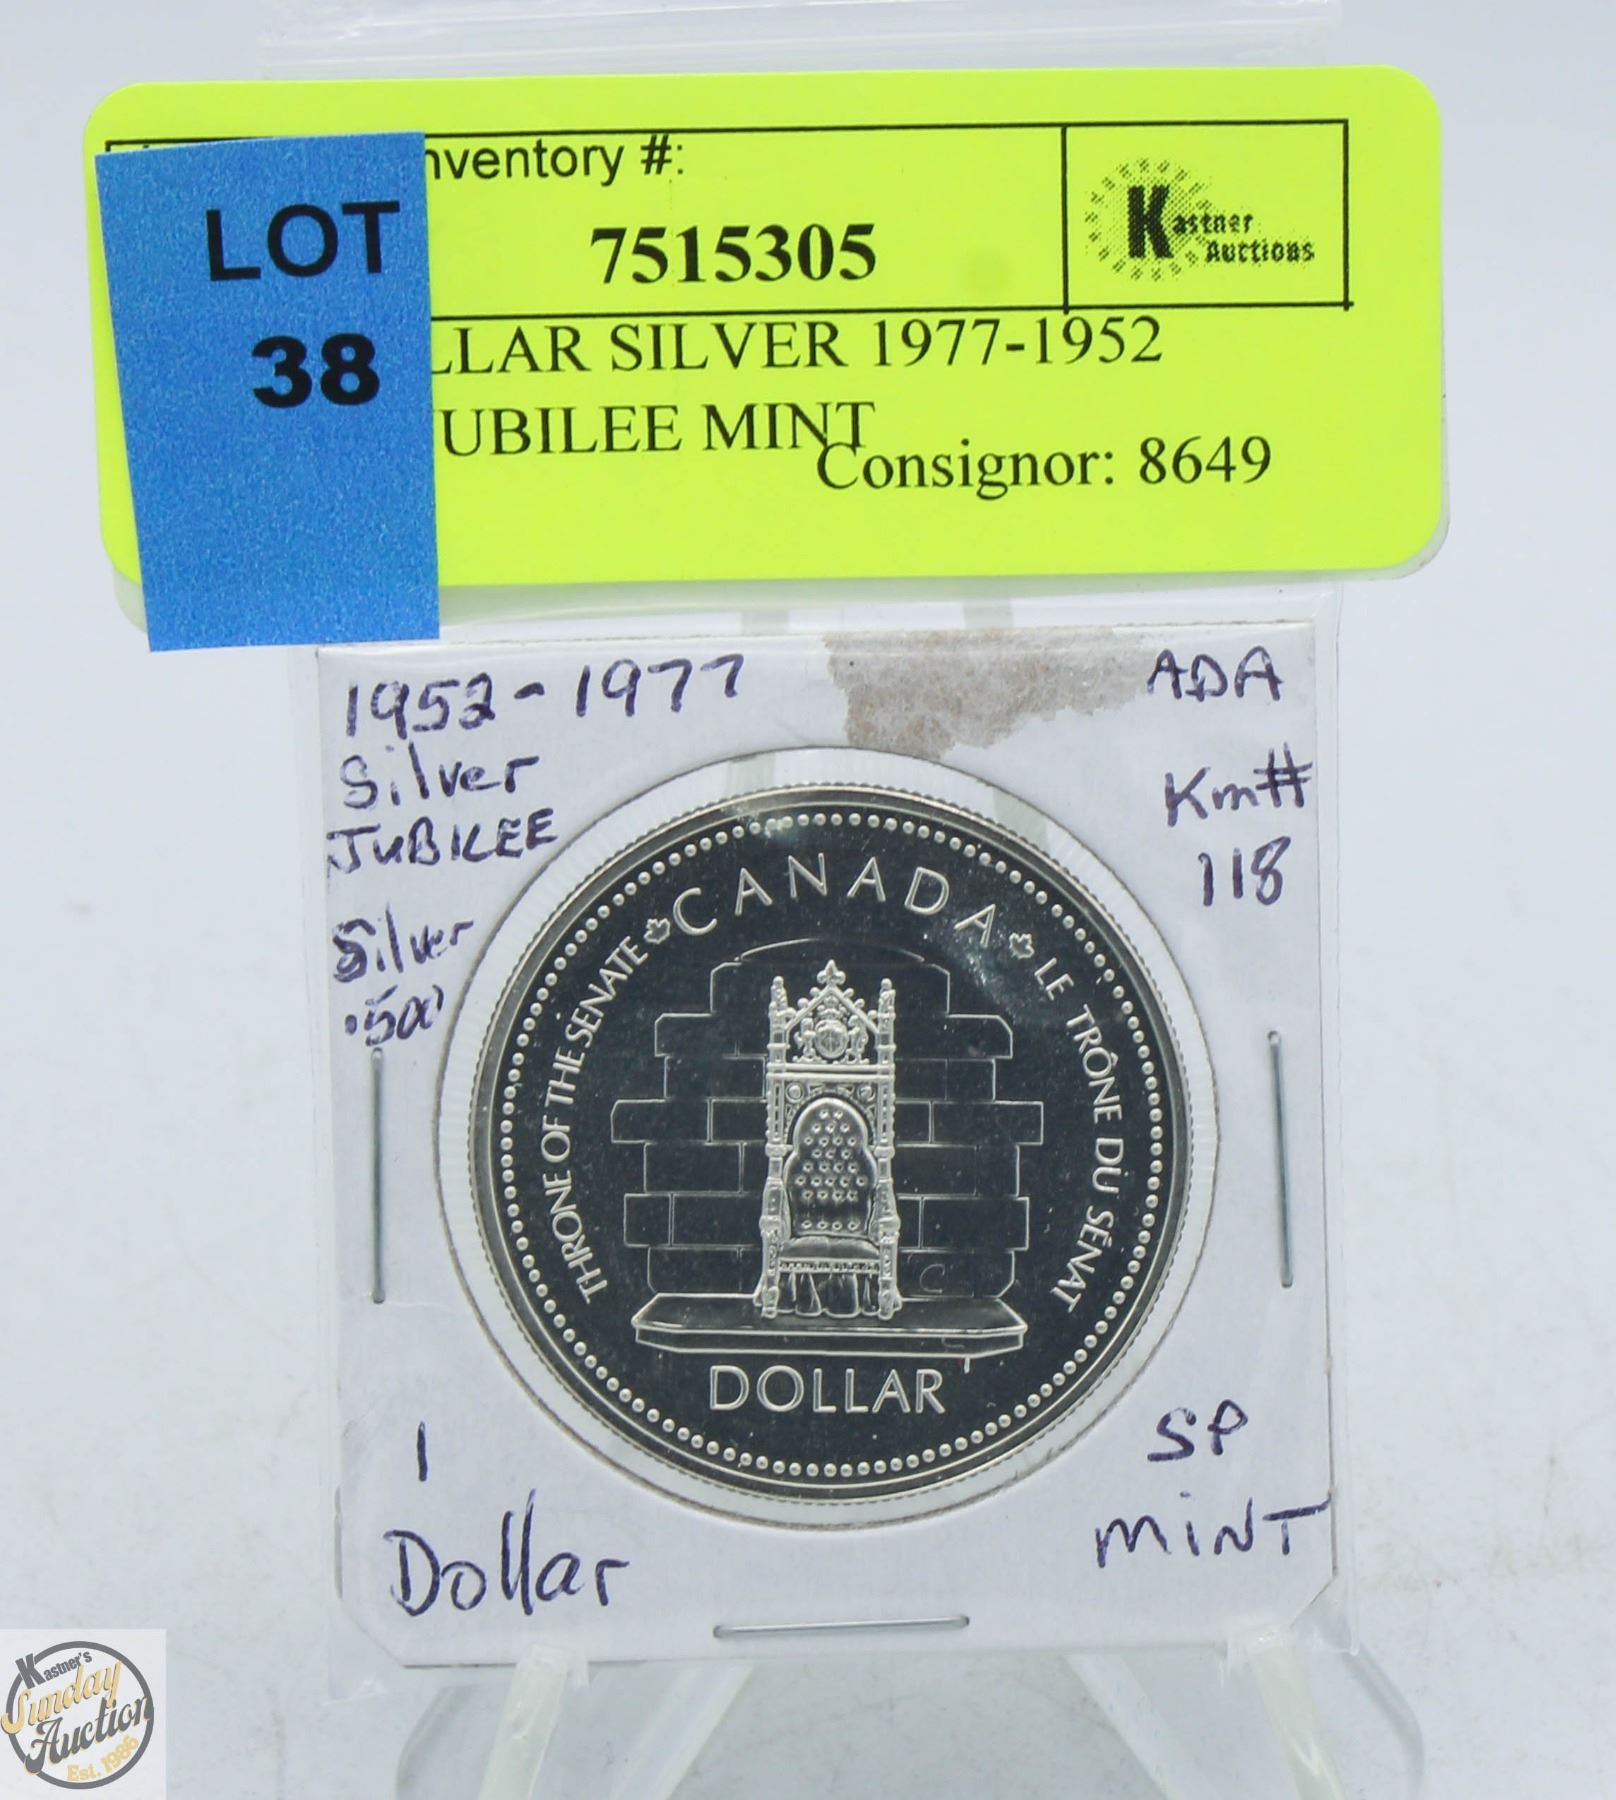 LOT
38
nventory #:
7515305
Kastner
Auctions
LLAR SILVER 1977-1952
UBILEE MINT
Consignor: 8649
1952-1977
Silver
JUBILEE
Silver
.500
ADA
Km#
118
CANADA
THRONE OF THE SENATE
LE TRÔNE DU SÉNAT
C
DOLLAR
1
Dollar
SP
MINT
Kastner's
Sunday
Auction
Est. 1986